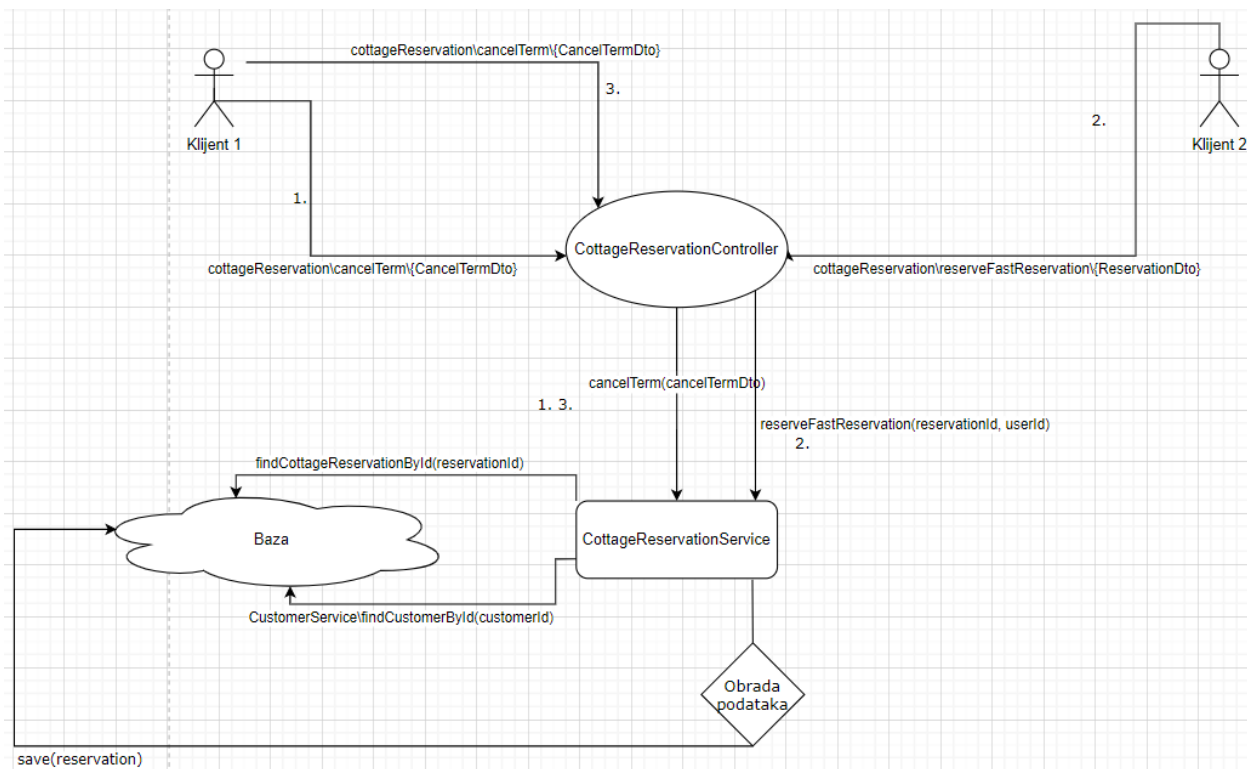 cottageReservation\cancelTerm\{CancelTermDto}
3.
2.
Klijent 1
Klijent 2
1.
CottageReservationController
cottageReservation\cancelTerm\{CancelTermDto}
cottageReservation\reserveFastReservation\{ReservationDto}
cancelTerm(cancelTermDto)
1. 3.
reserveFastReservation(reservationId, userId)
2.
findCottageReservationById(reservationId)
Baza
CottageReservationService
CustomerService\findCustomerById(customerId)
Obrada
podataka
save(reservation)